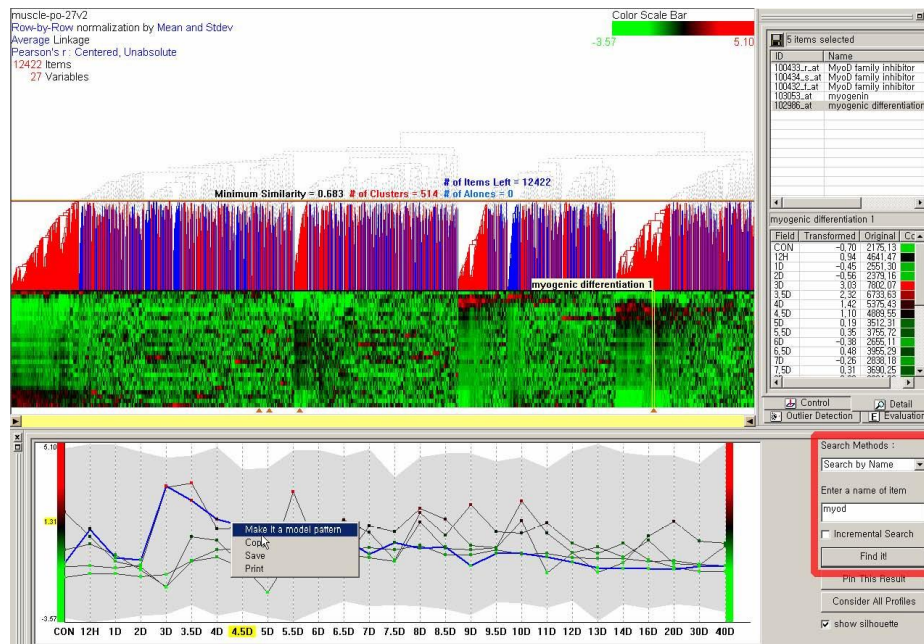 muscle-po-27v2
Row-by-Row normalization by Mean and Stdev
Average Linkage
Pearson's r : Centered, Unabsolute
12422 Items
27 Variables
Color Scale Bar
-3.57 5.10
# of Items Left = 12422
Minimum Similarity = 0.683 # of Clusters = 514 # of Alones = 0
myogenic differentiation 1
5 items selected
ID Name
100433_r_at MyoD family inhibitor
100434_s_at MyoD family inhibitor
100432_f_at MyoD family inhibitor
103053_at myogenin
102986_at myogenic differentiation
myogenic differentiation 1
Field Transformed Original Cc
CON -0,70 2175,13
12H 0,94 4641,47
1D -0,45 2551,30
2D -0,56 2379,16
3D 3,03 7802,07
3,5D 2,32 6733,63
4D 1,42 5375,43
4,5D 1,10 4889,55
5D 0,19 3512,31
5,5D 0,35 3755,72
6D -0,38 2655,11
6,5D 0,48 3955,29
7D -0,26 2838,18
7,5D 0,31 3690,25
Control Detail
Outlier Detection Evaluation
5.10
1.31
-3.57
Make it a model pattern
Copy
Save
Print
CON 12H 1D 2D 3D 3.5D 4D 4.5D 5D 5.5D 6D 6.5D 7D 7.5D 8D 8.5D 9D 9.5D 10D 11D 12D 13D 14D 16D 20D 30D 40D
Search Methods :
Search by Name
Enter a name of item
myod
Incremental Search
Find it!
Pin This Result
Consider All Profiles
show silhouette